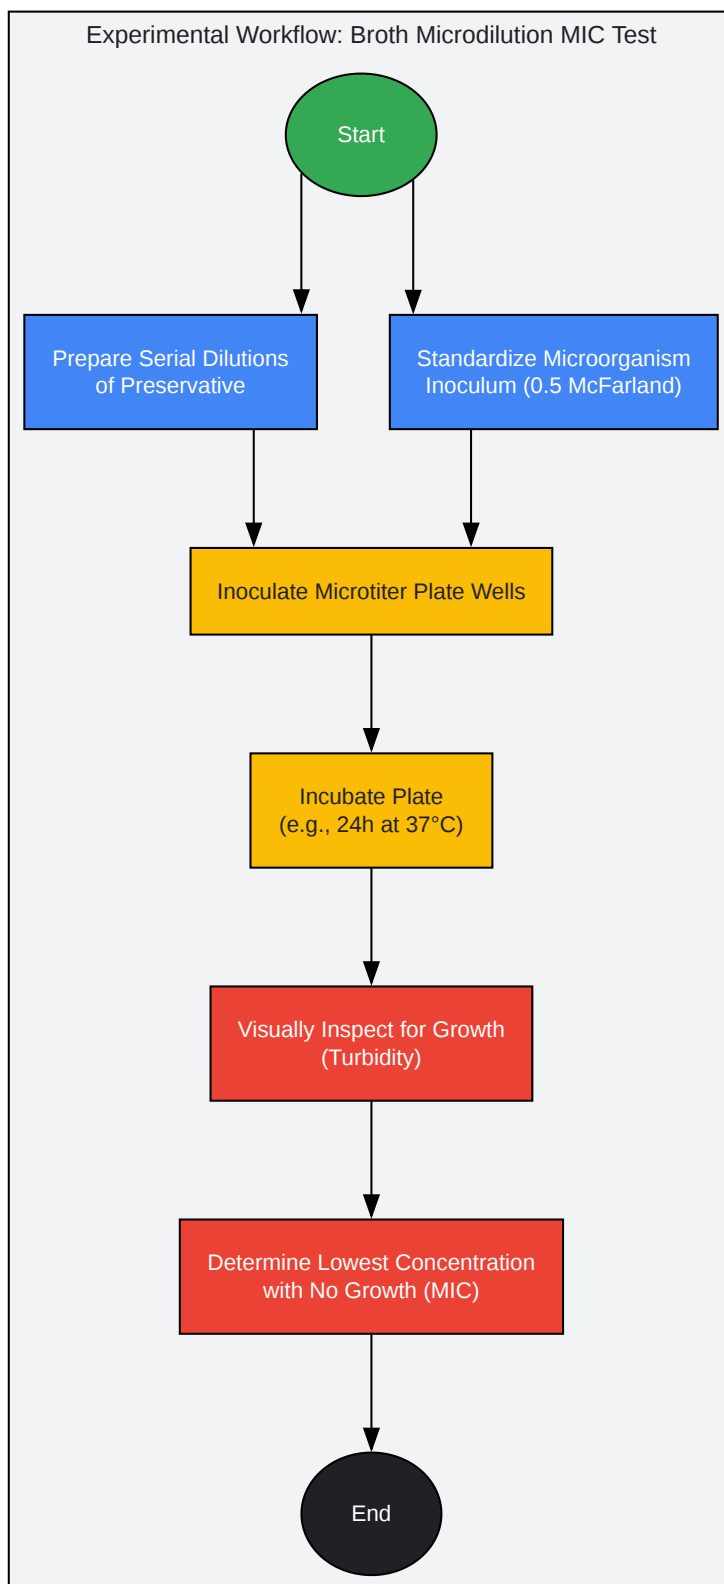 Experimental Workflow: Broth Microdilution MIC Test
Start
Prepare Serial Dilutions
of Preservative
Standardize Microorganism
Inoculum (0.5 McFarland)
Inoculate Microtiter Plate Wells
Incubate Plate
(e.g., 24h at 37°C)
Visually Inspect for Growth
(Turbidity)
Determine Lowest Concentration
with No Growth (MIC)
End